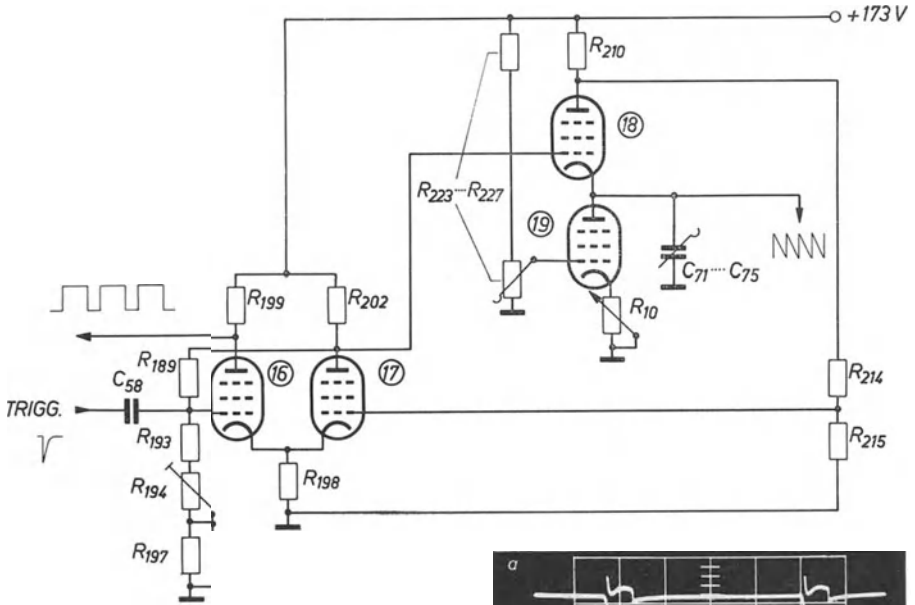 +173 V
R210
18
R223....R227
19
C71....C75
R10
R199
R202
R189
16
17
C58
TRIGG.
R193
R194
R197
R198
R214
R215
a